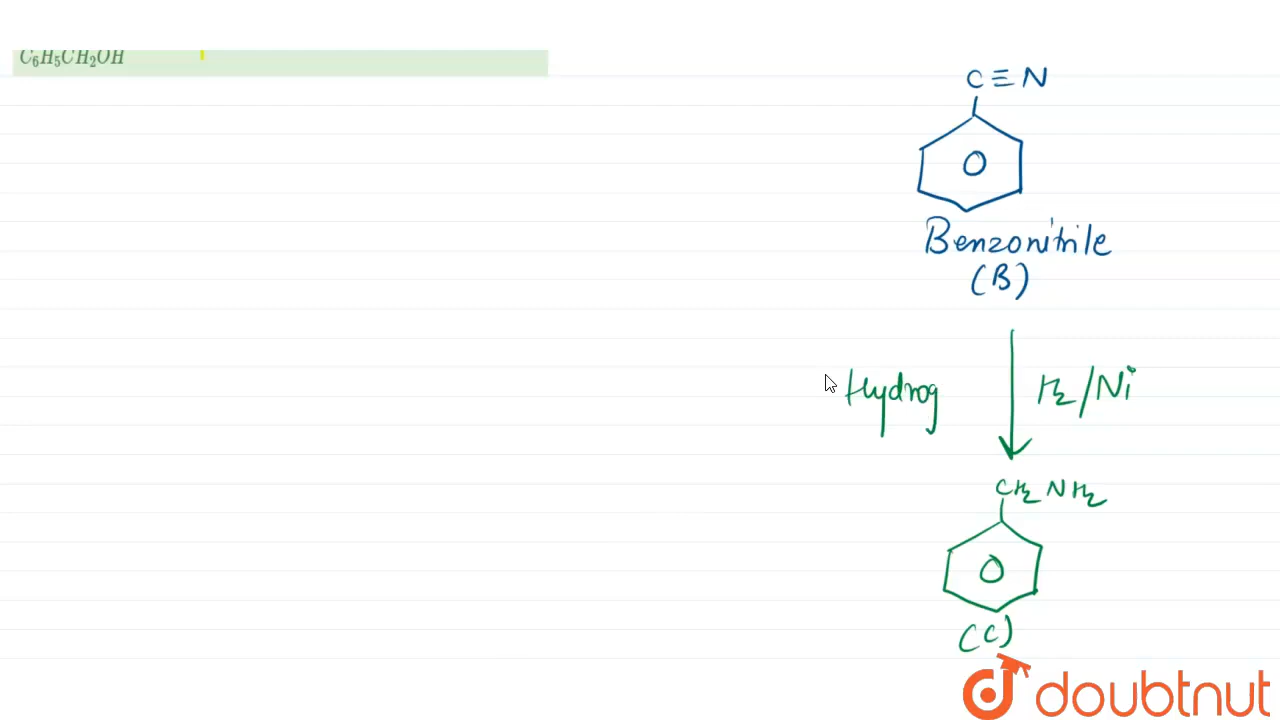 C₆H₅CH₂OH
C≡N
Benzonitrile
(B)
Hydrog H₂/Ni
CH₂NH₂
(C)
doubtnut